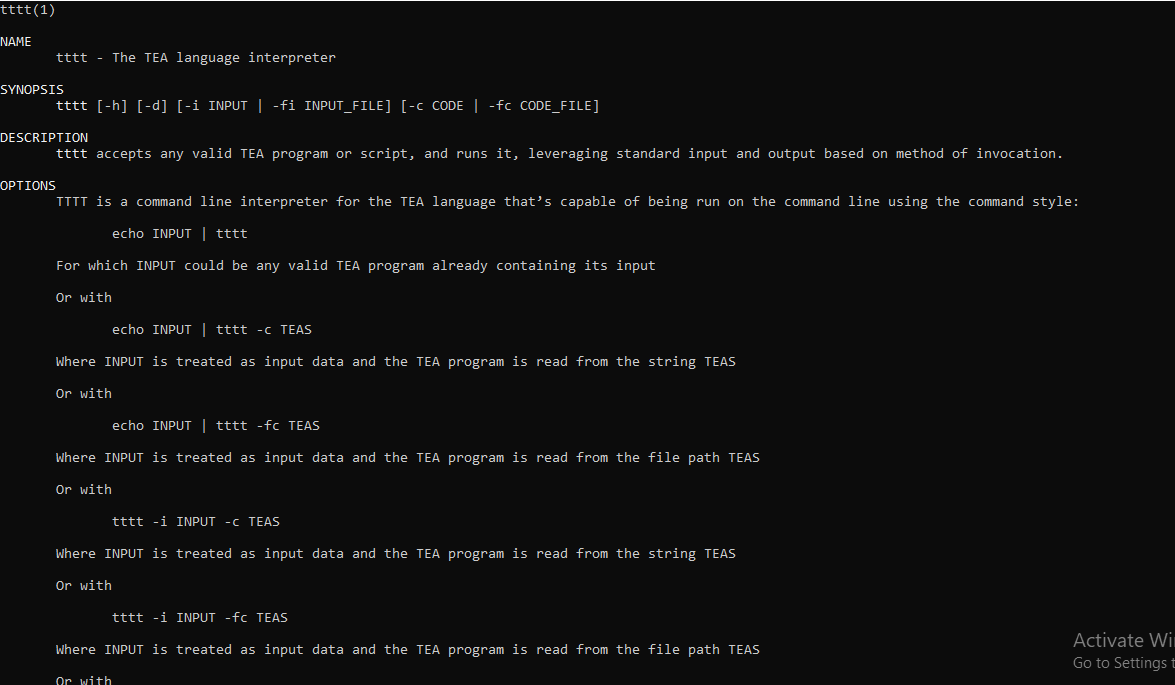 tttt(1)
NAME
tttt - The TEA language interpreter
SYNOPSIS
tttt [-h] [-d] [-i INPUT | -fi INPUT_FILE] [-c CODE | -fc CODE_FILE]
DESCRIPTION
tttt accepts any valid TEA program or script, and runs it, leveraging standard input and output based on method of invocation.
OPTIONS
TTTT is a command line interpreter for the TEA language that’s capable of being run on the command line using the command style:
echo INPUT | tttt
For which INPUT could be any valid TEA program already containing its input
Or with
echo INPUT | tttt -c TEAS
Where INPUT is treated as input data and the TEA program is read from the string TEAS
Or with
echo INPUT | tttt -fc TEAS
Where INPUT is treated as input data and the TEA program is read from the file path TEAS
Or with
tttt -i INPUT -c TEAS
Where INPUT is treated as input data and the TEA program is read from the string TEAS
Or with
tttt -i INPUT -fc TEAS
Where INPUT is treated as input data and the TEA program is read from the file path TEAS
Or with
Activate Wi
Go to Settings t